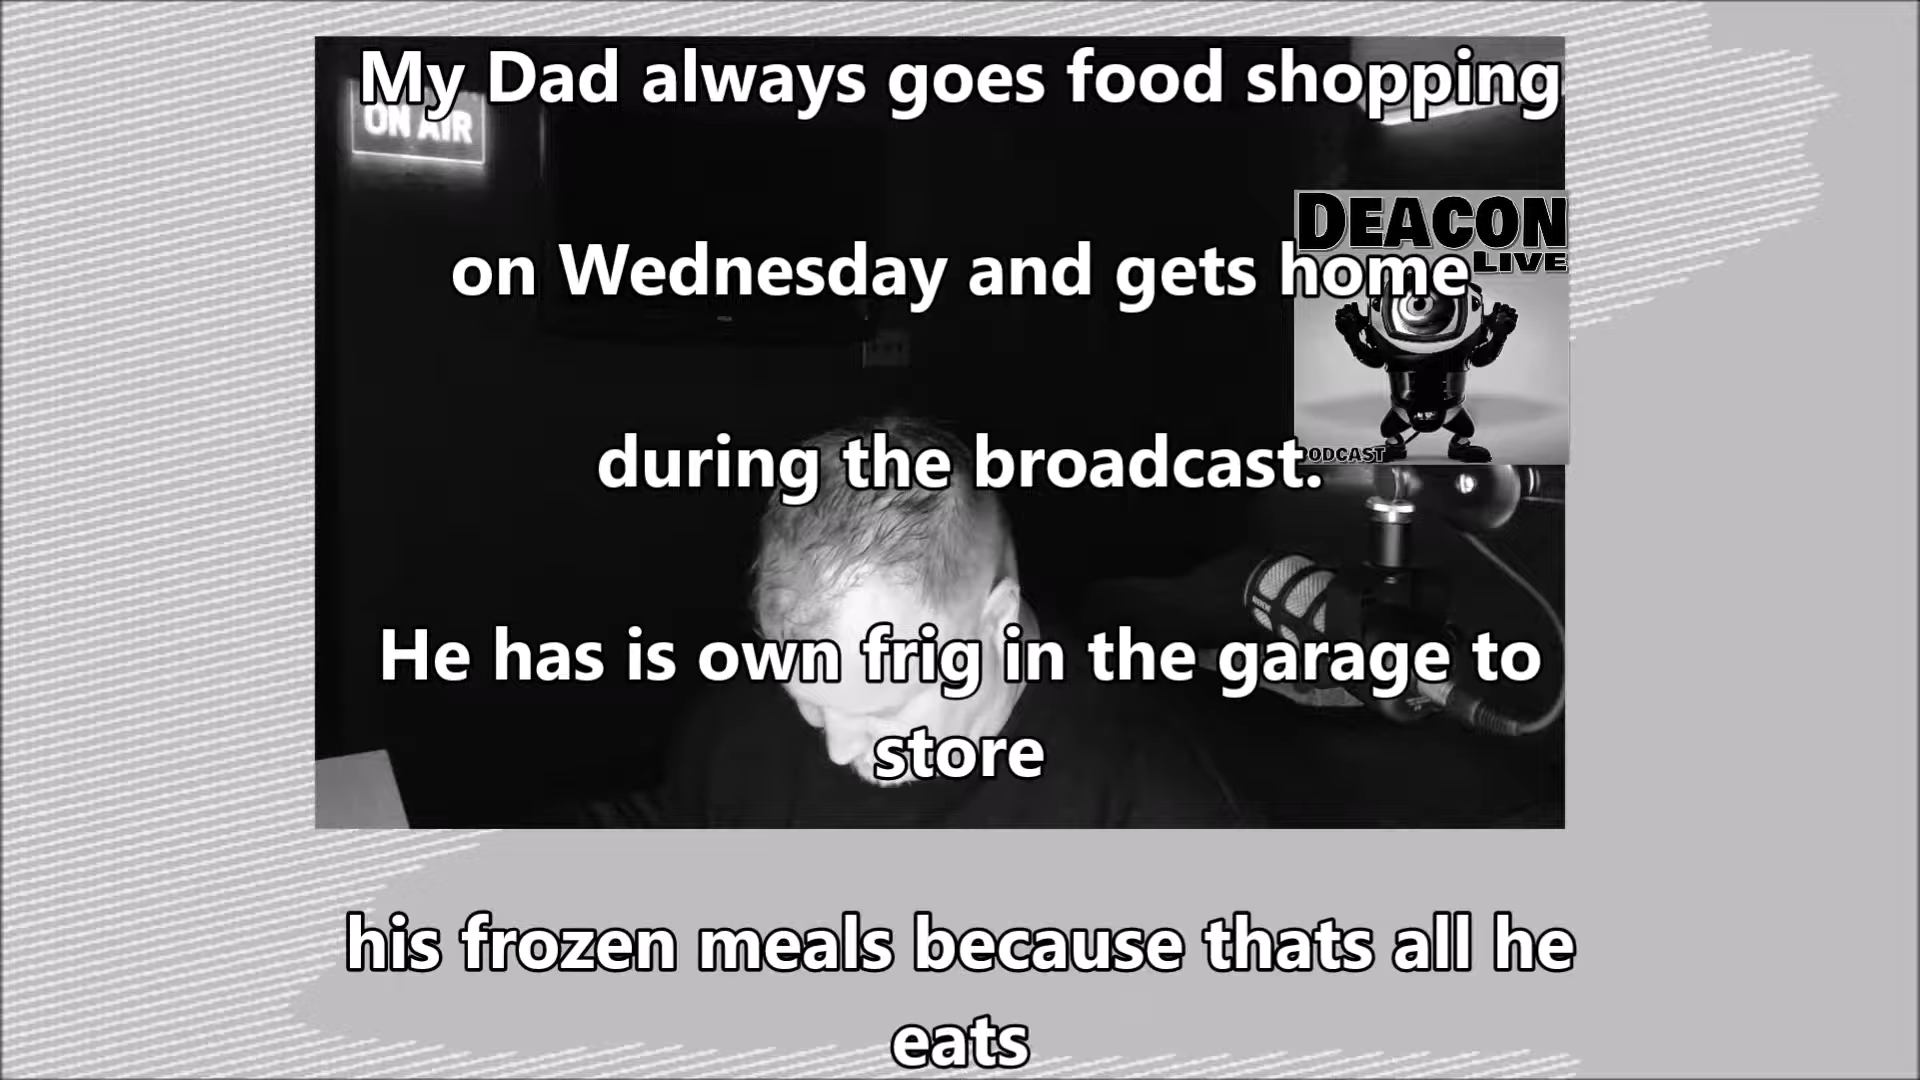 My Dad always goes food shopping
ON AIR
DEACON
LIVE
on Wednesday and gets home
during the broadcast.
PODCAST
He has is own frig in the garage to
store
his frozen meals because thats all he
eats